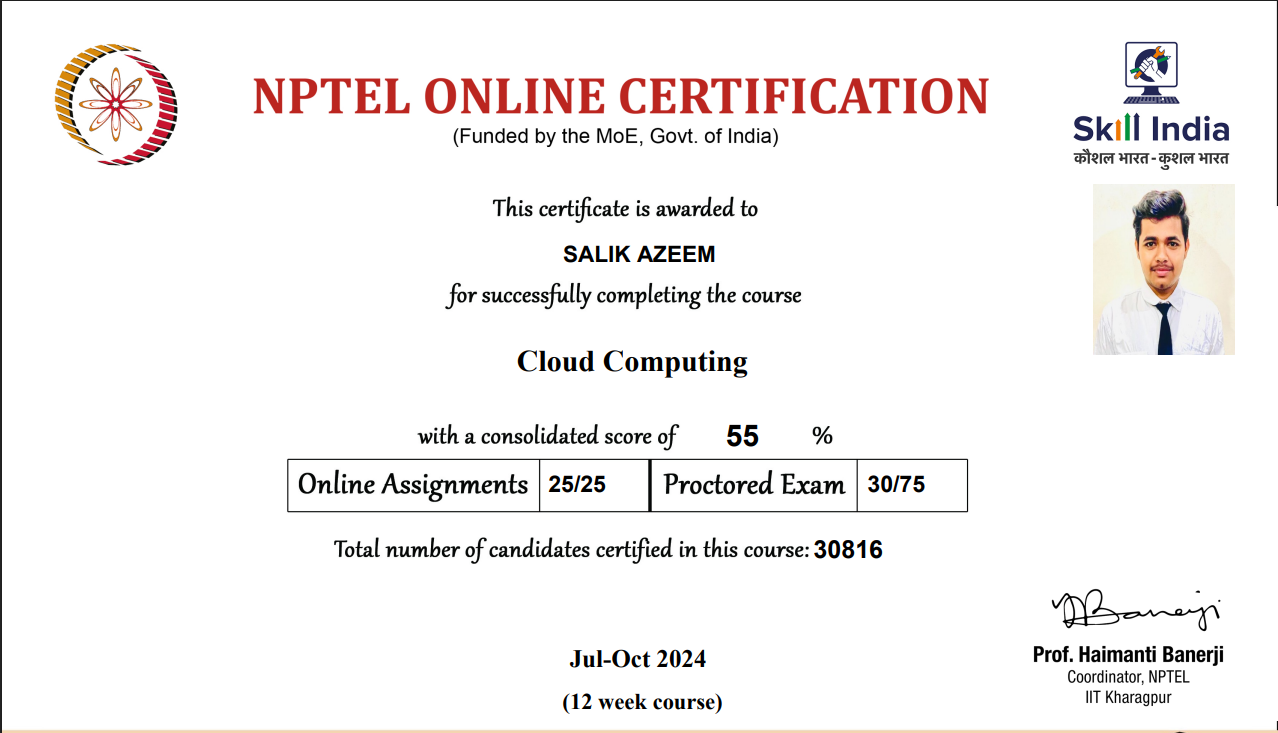 NPTEL ONLINE CERTIFICATION
(Funded by the MoE, Govt. of India)
Skill India
कौशल भारत - कुशल भारत
This certificate is awarded to
SALIK AZEEM
for successfully completing the course
Cloud Computing
with a consolidated score of 55 %
Online Assignments 25/25 Proctored Exam 30/75
Total number of candidates certified in this course: 30816
Banerji
Prof. Haimanti Banerji
Coordinator, NPTEL
IIT Kharagpur
Jul-Oct 2024
(12 week course)